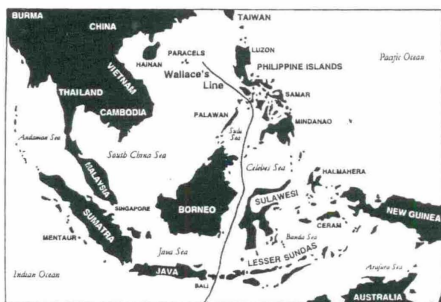 BURMA
CHINA
TAIWAN
HAINAN
PARACELS
LUZON
Pacific Ocean
Wallace's
Line
PHILIPPINE ISLANDS
VIETNAM
THAILAND
SAMAR
CAMBODIA
PALAWAN
Sulu
Sea
MINDANAO
Andaman Sea
South China Sea
Celebes Sea
HALMAHERA
MALAYSIA
SINGAPORE
BORNEO
SULAWESI
NEW GUINEA
SUMATRA
CERAM
MENTAUR
Java Sea
Banda Sea
LESSER SUNDAS
Indian Ocean
JAVA
BALI
Arafura Sea
AUSTRALIA